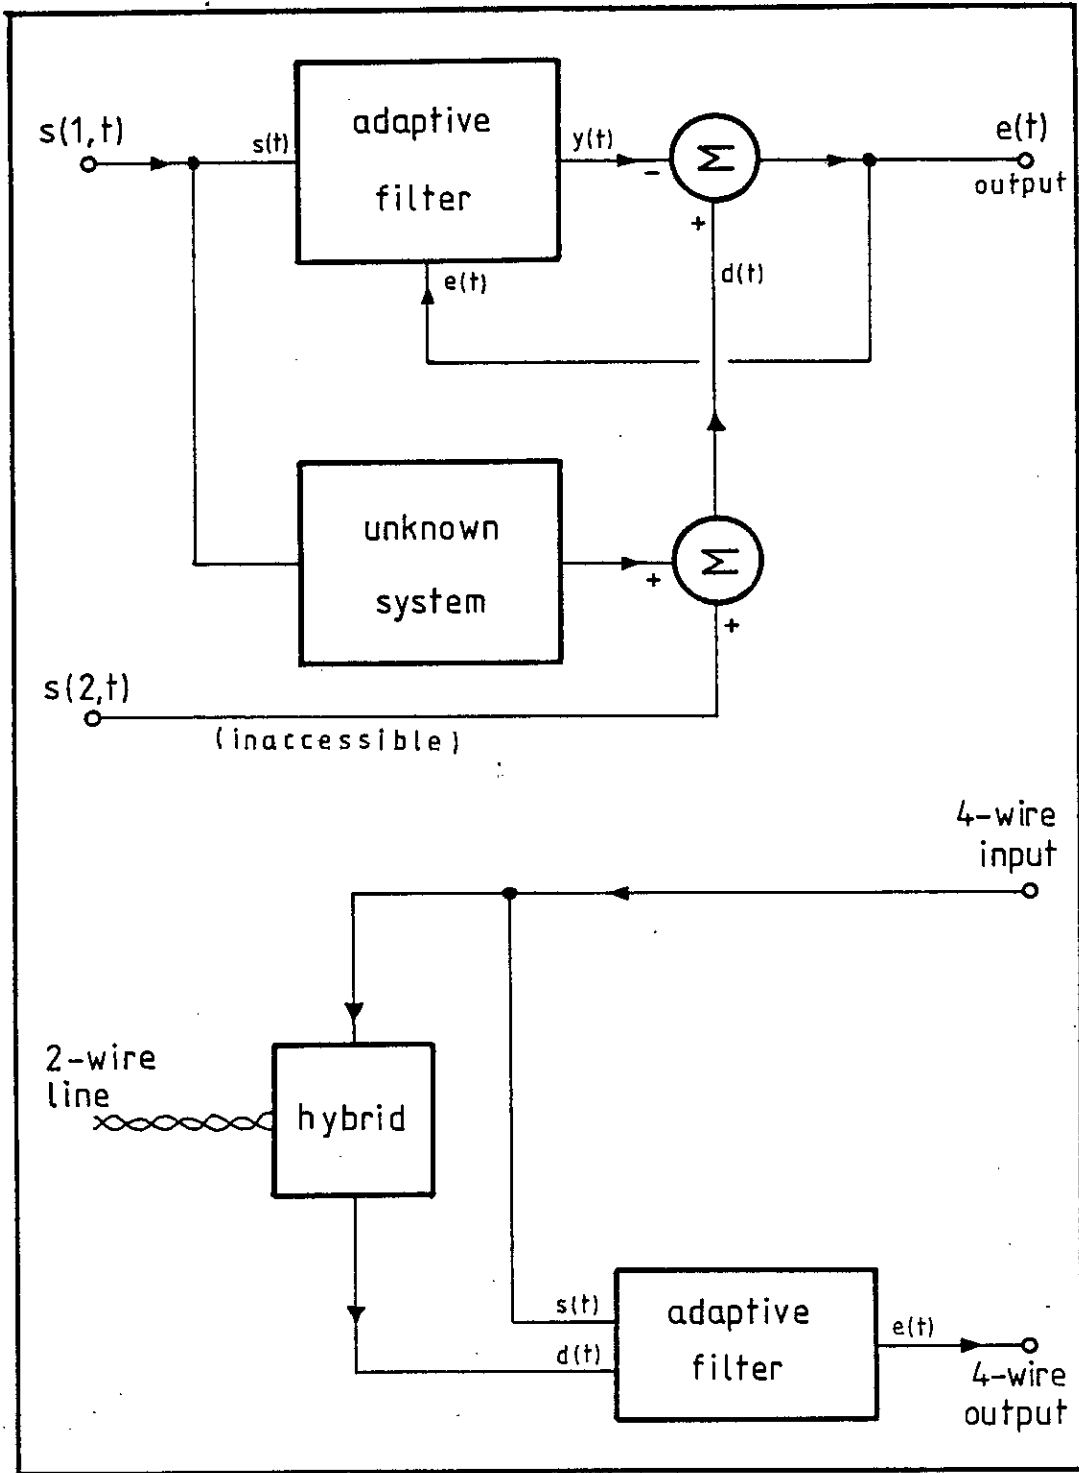 s(1,t)
s(t)
adaptive
filter
y(t)
-
Σ
e(t)
output
+
d(t)
e(t)
unknown
system
+
Σ
+
s(2,t)
(inaccessible)
4-wire
input
2-wire
line
hybrid
s(t)
d(t)
adaptive
filter
e(t)
4-wire
output